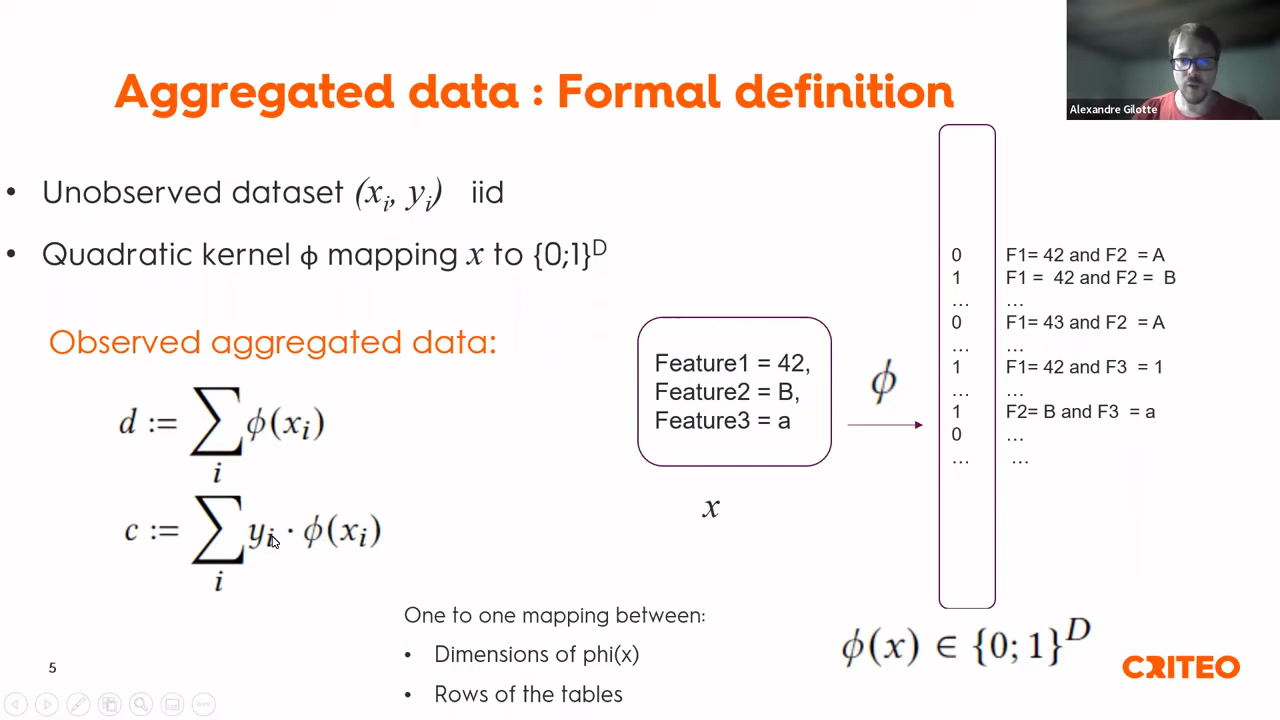 Aggregated data : Formal definition
Alexandre Gilotte
• Unobserved dataset (xᵢ, yᵢ) iid
• Quadratic kernel ϕ mapping x to {0;1}ᴰ
Observed aggregated data:
d := ∑ᵢ ϕ(xᵢ)
c := ∑ᵢ yᵢ · ϕ(xᵢ)
Feature1 = 42,
Feature2 = B,
Feature3 = a
x
ϕ
0 F1= 42 and F2 = A
1 F1 = 42 and F2 = B
... ...
0 F1= 43 and F2 = A
... ...
1 F1= 42 and F3 = 1
... ...
1 F2= B and F3 = a
0 ...
... ...
ϕ(x) ∈ {0; 1}ᴰ
One to one mapping between:
• Dimensions of phi(x)
• Rows of the tables
5
CRITEO